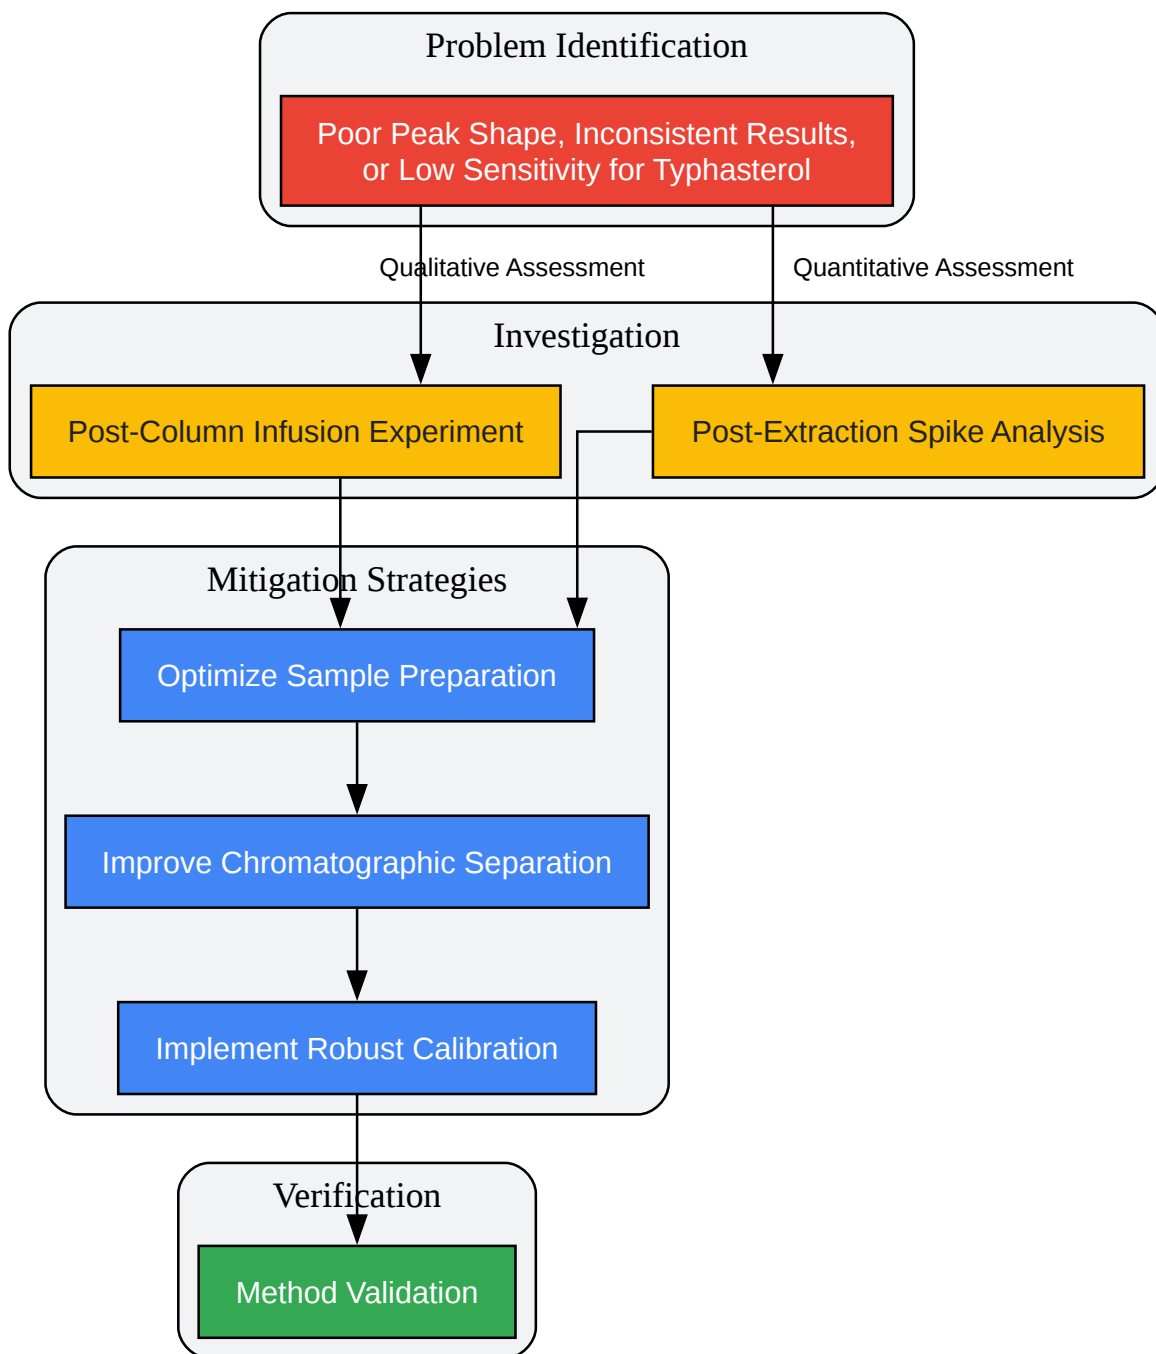 Problem Identification
Poor Peak Shape, Inconsistent Results,
or Low Sensitivity for Typhasterol
Qualitative Assessment
Quantitative Assessment
Investigation
Post-Column Infusion Experiment
Post-Extraction Spike Analysis
Mitigation Strategies
Optimize Sample Preparation
Improve Chromatographic Separation
Implement Robust Calibration
Verification
Method Validation